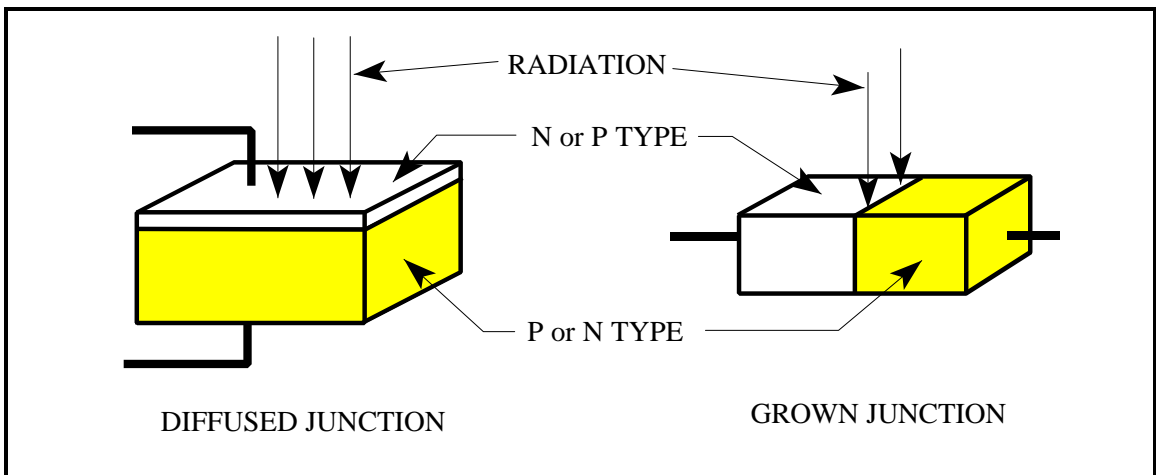 RADIATION
N or P TYPE
P or N TYPE
DIFFUSED JUNCTION
GROWN JUNCTION